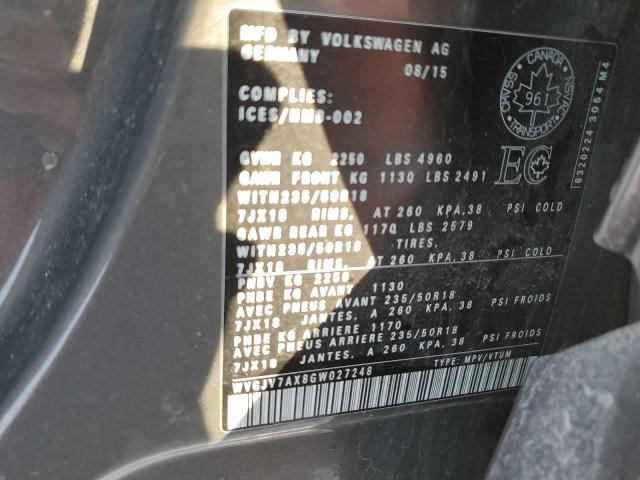 MFD BY VOLKSWAGEN AG
GERMANY
08/15
COMPLIES:
ICES/NMB-002
CANADA
961
TRANSPORT
EC
GVWR KG 2250 LBS 4960
GAWR FRONT KG 1130 LBS 2491
WITH235/50R18
7JX18 RIMS. AT 260 KPA,38 PSI COLD
GAWR REAR KG 1170 LBS 2579
WITH235/50R18 TIRES.
7JX18 RIMS. AT 260 KPA,38 PSI COLD
PNBV KG 2250
PNBE KG AVANT 1130
AVEC PNEUS AVANT 235/50R18
7JX18 JANTES. A 260 KPA,38 PSI FROIDS
PNBE KG ARRIERE 1170
AVEC PNEUS ARRIERE 235/50R18
7JX18 JANTES. A 260 KPA,38 PSI FROIDS
WVGJV7AX8GW027248 TYPE: MPV/VTUM
6320224 3054 M4